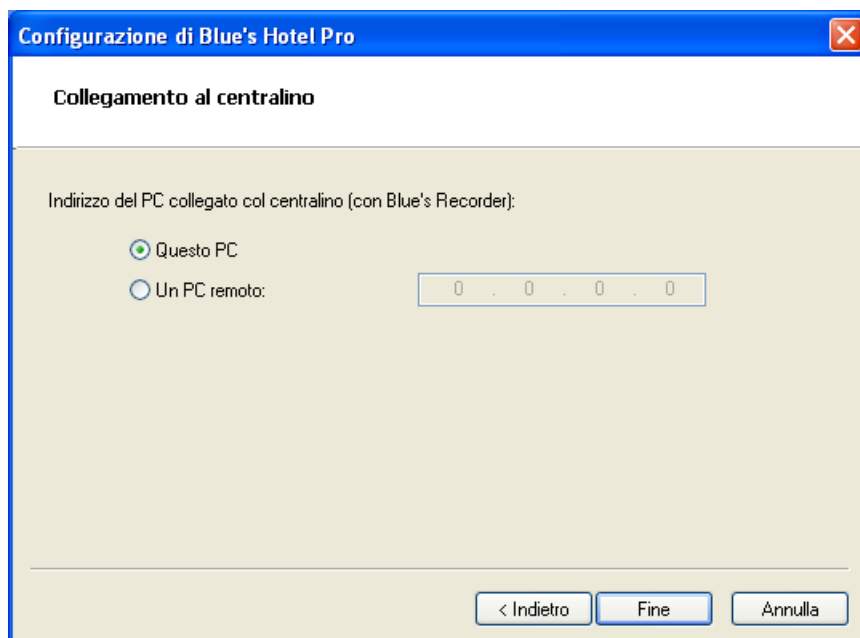 Configurazione di Blue's Hotel Pro
Collegamento al centralino
Indirizzo del PC collegato col centralino (con Blue's Recorder):
Questo PC
Un PC remoto: 0 . 0 . 0 . 0
< Indietro Fine Annulla